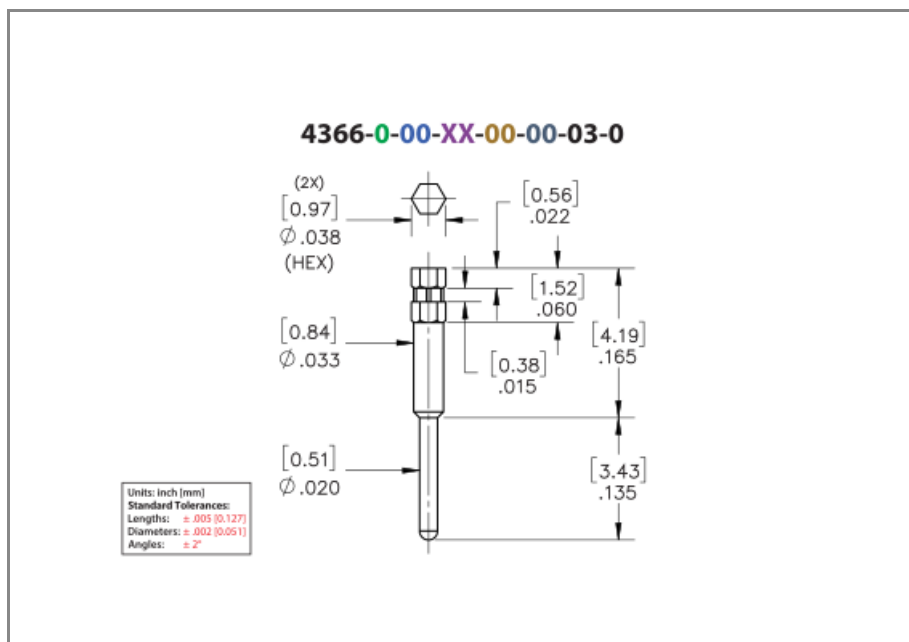 4366-0-00-XX-00-00-03-0
(2X)
[0.97]
∅.038
(HEX)
[0.56]
.022
[1.52]
.060
[4.19]
.165
[0.84]
∅.033
[0.38]
.015
[0.51]
∅.020
[3.43]
.135
Units: inch [mm]
Standard Tolerances:
Lengths: ± .005 [0.127]
Diameters: ± .002 [0.051]
Angles: ± 2°